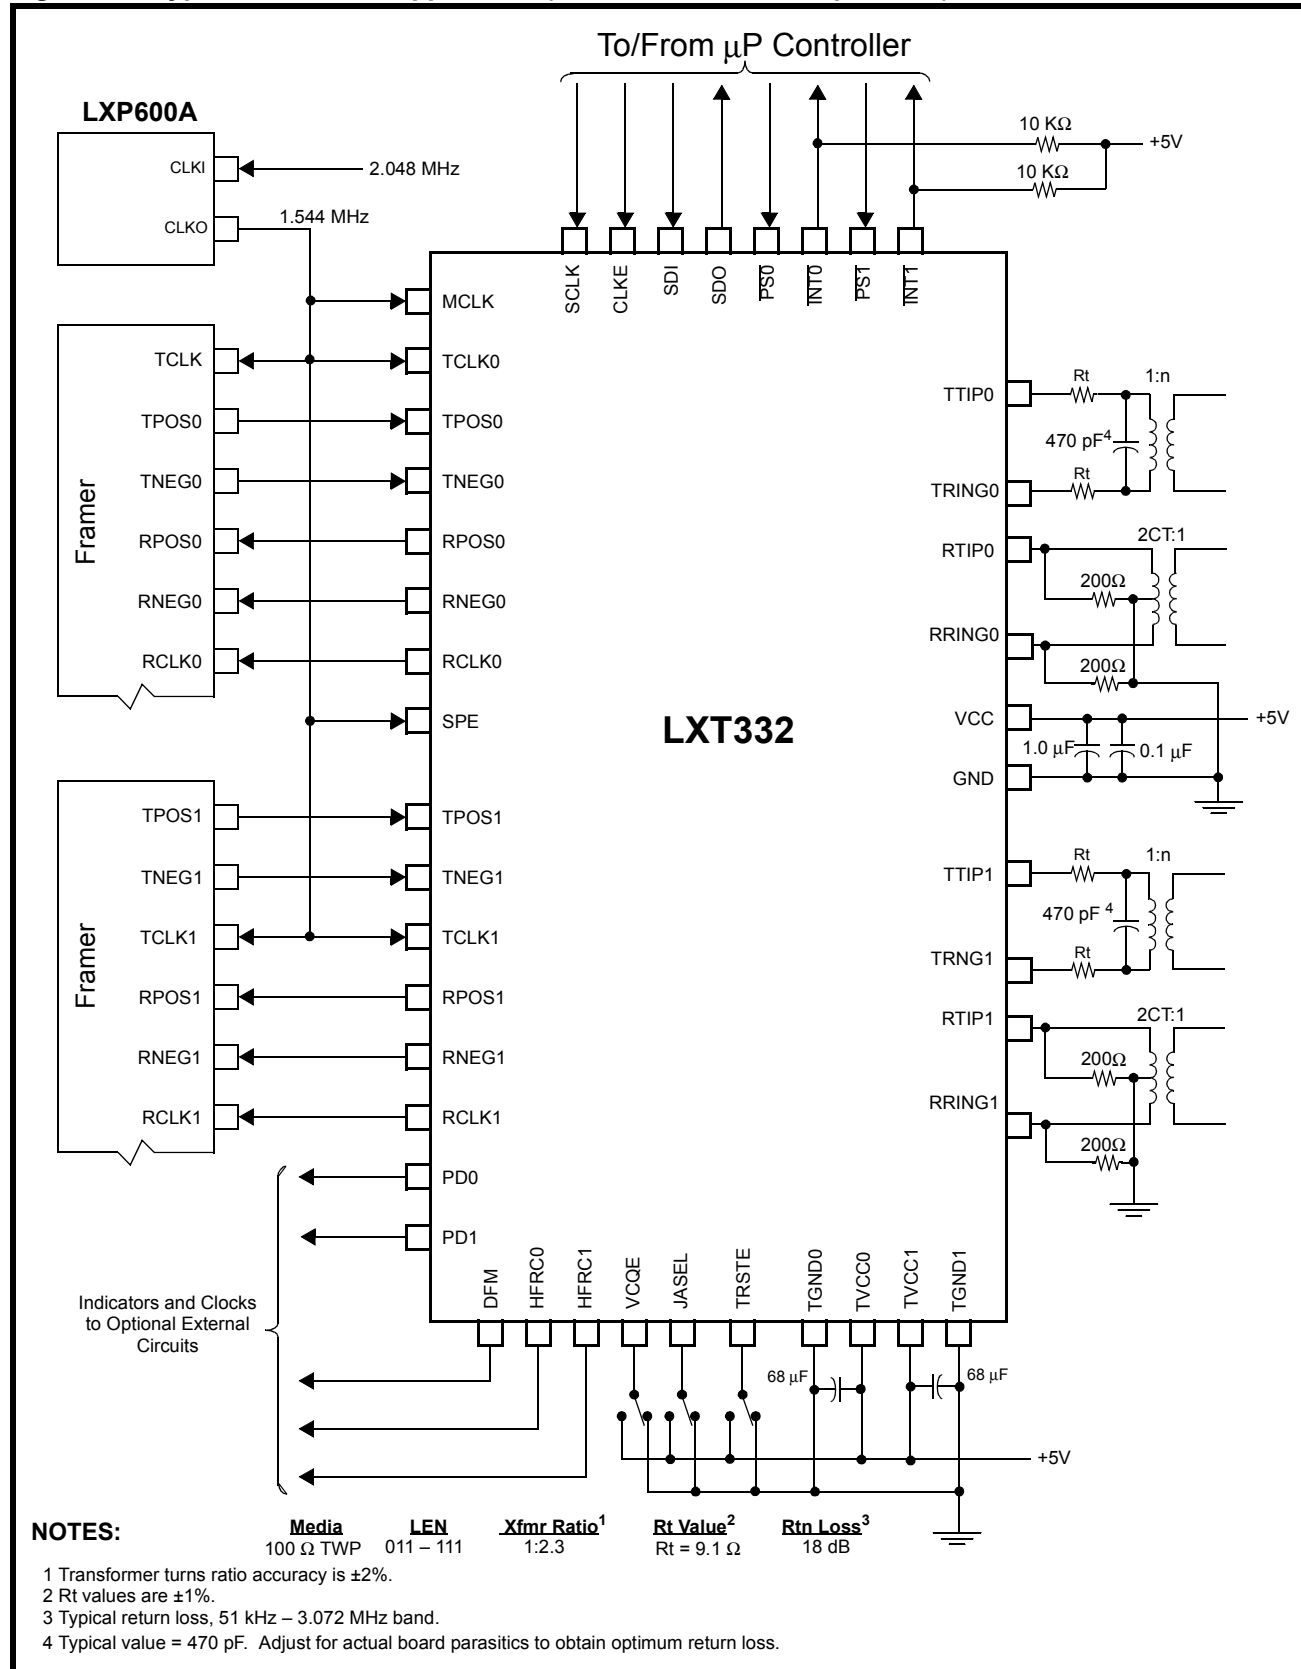 To/From μP Controller
LXP600A
CLKI
2.048 MHz
CLKO
1.544 MHz
10 KΩ
+5V
10 KΩ
SCLK
CLKE
SDI
SDO
PS0
INT0
PS1
INT1
Framer
TCLK
TPOS0
TNEG0
RPOS0
RNEG0
RCLK0
MCLK
TCLK0
TPOS0
TNEG0
RPOS0
RNEG0
RCLK0
SPE
LXT332
TTIP0
Rt
1:n
470 pF4
TRING0
Rt
RTIP0
2CT:1
200Ω
RRING0
200Ω
VCC
+5V
1.0 μF
0.1 μF
GND
Framer
TPOS1
TNEG1
TCLK1
RPOS1
RNEG1
RCLK1
TPOS1
TNEG1
TCLK1
RPOS1
RNEG1
RCLK1
PD0
PD1
TTIP1
Rt
1:n
470 pF 4
TRNG1
Rt
RTIP1
2CT:1
200Ω
RRING1
200Ω
DFM
HFRC0
HFRC1
VCQE
JASEL
TRSTE
TGND0
TVCC0
TVCC1
TGND1
Indicators and Clocks
to Optional External
Circuits
68 μF
68 μF
+5V
NOTES:
Media LEN Xfmr Ratio1 Rt Value2 Rtn Loss3
100 Ω TWP 011 – 111 1:2.3 Rt = 9.1 Ω 18 dB
1 Transformer turns ratio accuracy is ±2%.
2 Rt values are ±1%.
3 Typical return loss, 51 kHz – 3.072 MHz band.
4 Typical value = 470 pF. Adjust for actual board parasitics to obtain optimum return loss.